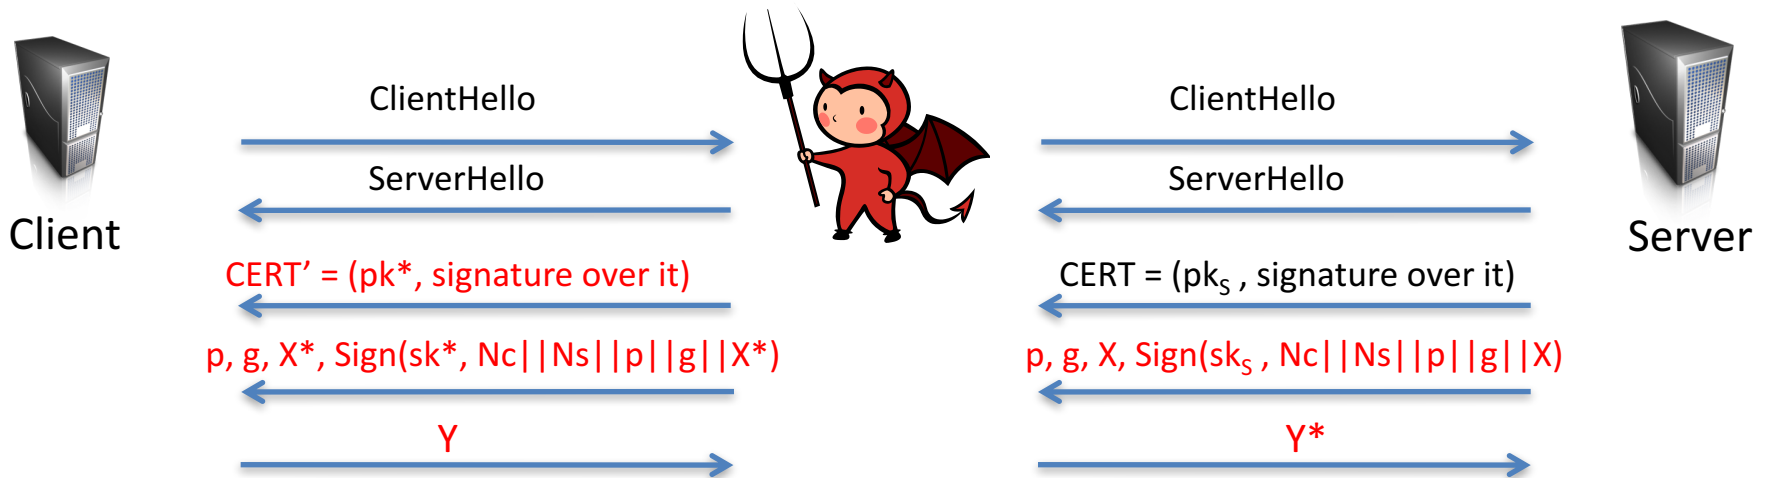 ClientHello
ClientHello
ServerHello
ServerHello
Client
Server
CERT’ = (pk*, signature over it)
CERT = (pkS , signature over it)
p, g, X*, Sign(sk*, Nc||Ns||p||g||X*)
p, g, X, Sign(skS , Nc||Ns||p||g||X)
Y
Y*